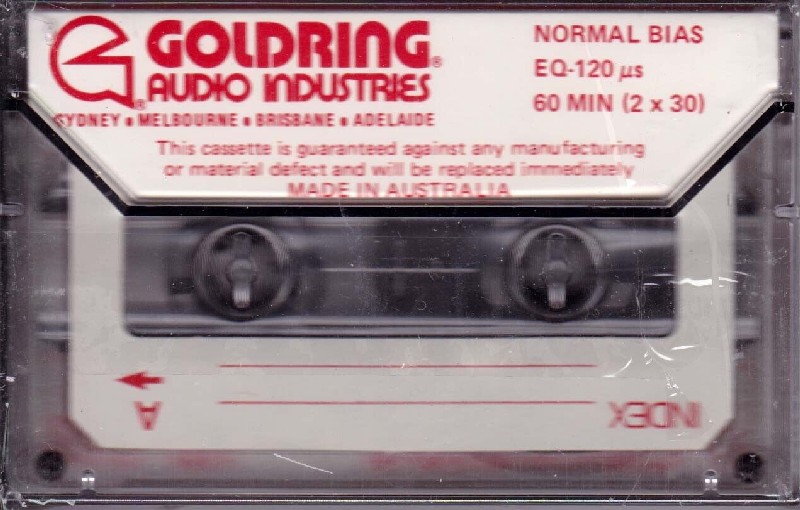 GOLDRING®
®AUDIO INDUSTRIES
SYDNEY • MELBOURNE • BRISBANE • ADELAIDE
NORMAL BIAS
EQ-120 µs
60 MIN (2 x 30)
This cassette is guaranteed against any manufacturing
or material defect and will be replaced immediately
MADE IN AUSTRALIA
A
INDEX